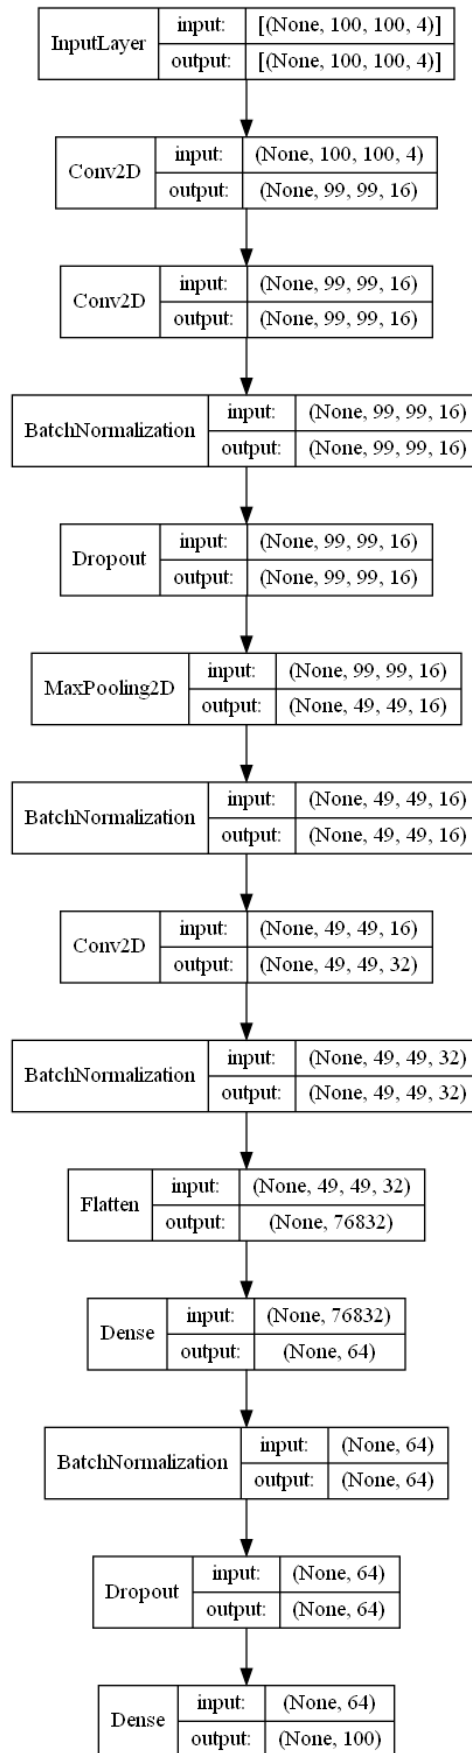 InputLayer
input: [(None, 100, 100, 4)]
output: [(None, 100, 100, 4)]
Conv2D
input: (None, 100, 100, 4)
output: (None, 99, 99, 16)
Conv2D
input: (None, 99, 99, 16)
output: (None, 99, 99, 16)
BatchNormalization
input: (None, 99, 99, 16)
output: (None, 99, 99, 16)
Dropout
input: (None, 99, 99, 16)
output: (None, 99, 99, 16)
MaxPooling2D
input: (None, 99, 99, 16)
output: (None, 49, 49, 16)
BatchNormalization
input: (None, 49, 49, 16)
output: (None, 49, 49, 16)
Conv2D
input: (None, 49, 49, 16)
output: (None, 49, 49, 32)
BatchNormalization
input: (None, 49, 49, 32)
output: (None, 49, 49, 32)
Flatten
input: (None, 49, 49, 32)
output: (None, 76832)
Dense
input: (None, 76832)
output: (None, 64)
BatchNormalization
input: (None, 64)
output: (None, 64)
Dropout
input: (None, 64)
output: (None, 64)
Dense
input: (None, 64)
output: (None, 100)